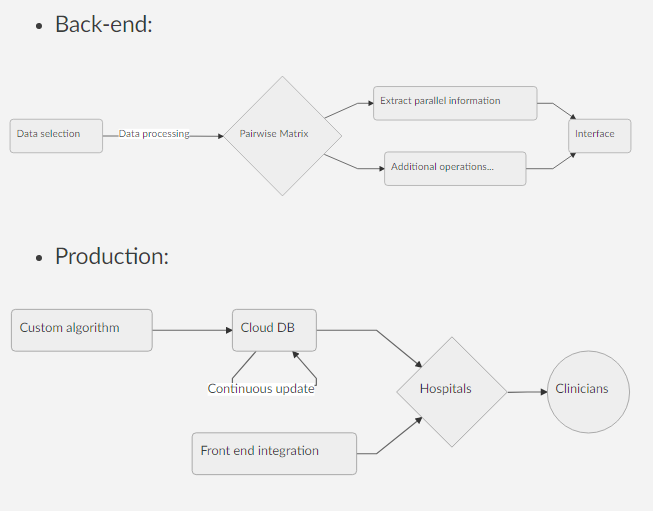 Back-end:
Extract parallel information
Data selection
Data processing
Pairwise Matrix
Interface
Additional operations...
Production:
Custom algorithm
Cloud DB
Continuous update
Hospitals
Clinicians
Front end integration